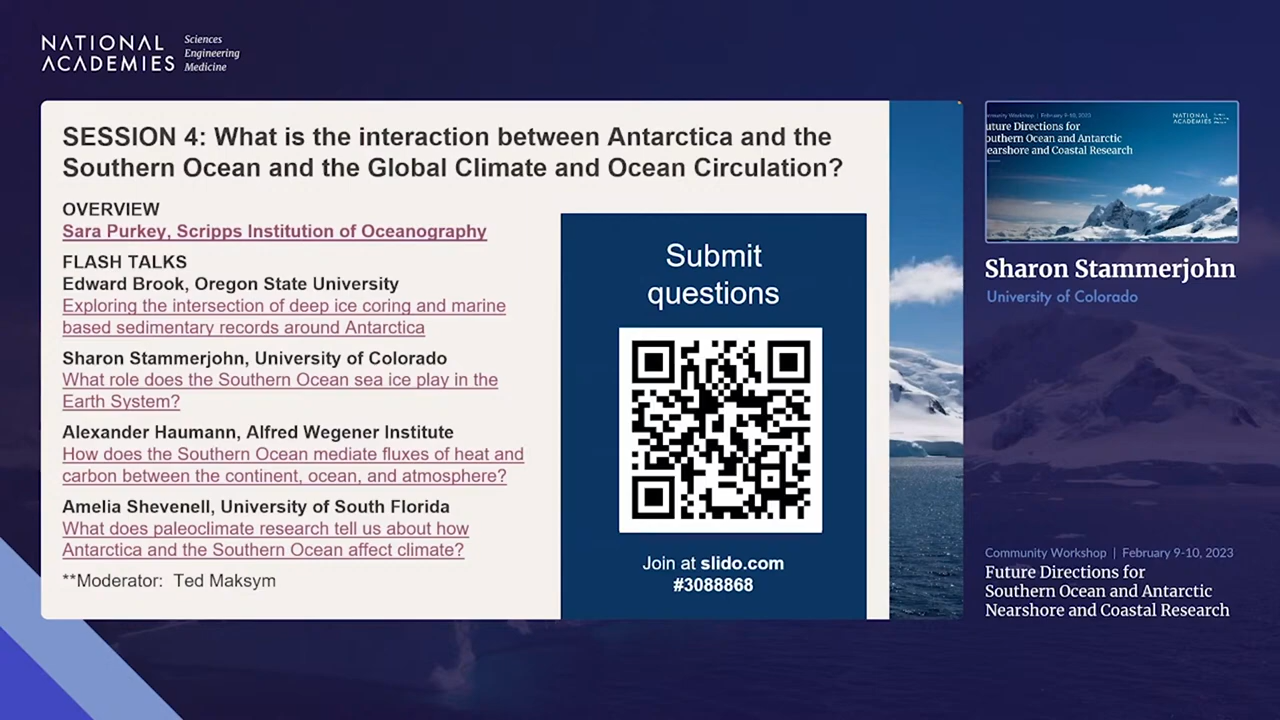 NATIONAL ACADEMIES
Sciences
Engineering
Medicine
SESSION 4: What is the interaction between Antarctica and the
Southern Ocean and the Global Climate and Ocean Circulation?
OVERVIEW
Sara Purkey, Scripps Institution of Oceanography
FLASH TALKS
Edward Brook, Oregon State University
Exploring the intersection of deep ice coring and marine
based sedimentary records around Antarctica
Sharon Stammerjohn, University of Colorado
What role does the Southern Ocean sea ice play in the
Earth System?
Alexander Haumann, Alfred Wegener Institute
How does the Southern Ocean mediate fluxes of heat and
carbon between the continent, ocean, and atmosphere?
Amelia Shevenell, University of South Florida
What does paleoclimate research tell us about how
Antarctica and the Southern Ocean affect climate?
**Moderator: Ted Maksym
Submit
questions
Join at slido.com
#3088868
mmunity Workshop | February 9-10, 2023
NATIONAL
ACADEMIES
uture Directions for
outhern Ocean and Antarctic
earshore and Coastal Research
Sharon Stammerjohn
University of Colorado
Community Workshop | February 9-10, 2023
Future Directions for
Southern Ocean and Antarctic
Nearshore and Coastal Research